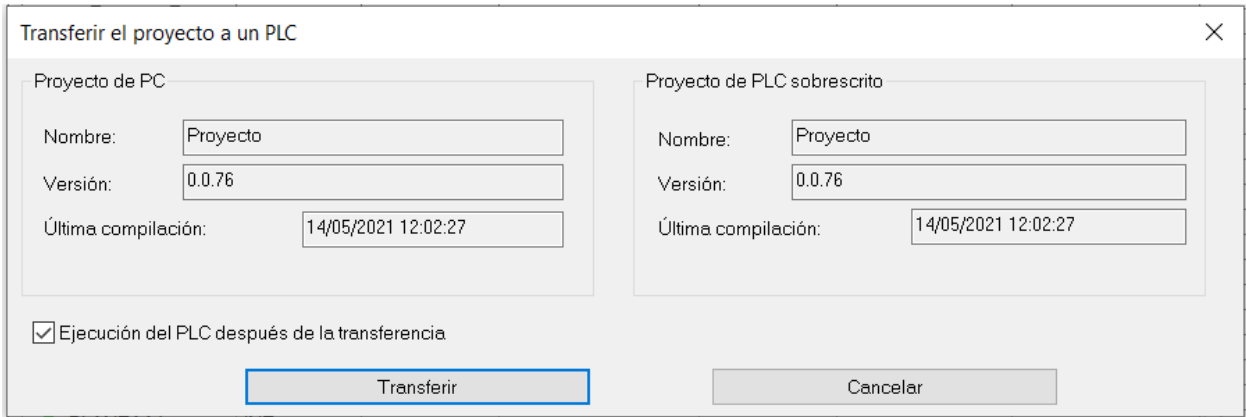 Transferir el proyecto a un PLC
Proyecto de PC
Nombre: Proyecto
Versión: 0.0.76
Última compilación: 14/05/2021 12:02:27
Proyecto de PLC sobrescrito
Nombre: Proyecto
Versión: 0.0.76
Última compilación: 14/05/2021 12:02:27
Ejecución del PLC después de la transferencia
Transferir
Cancelar